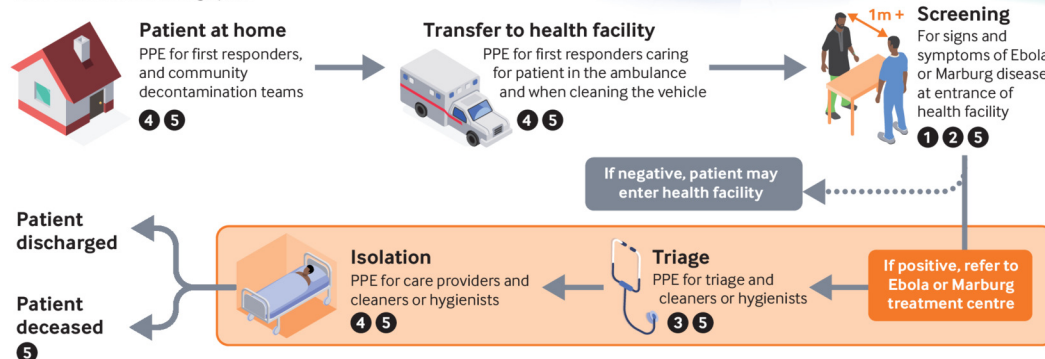 Patient at home
PPE for first responders,
and community
decontamination teams
4 5
Transfer to health facility
PPE for first responders caring
for patient in the ambulance
and when cleaning the vehicle
4 5
1m +
Screening
For signs and
symptoms of Ebola
or Marburg disease
at entrance of
health facility
1 2 5
If negative, patient may
enter health facility
If positive, refer to
Ebola or Marburg
treatment centre
Triage
PPE for triage and
cleaners or hygienists
3 5
Isolation
PPE for care providers and
cleaners or hygienists
4 5
Patient
discharged
Patient
deceased
5